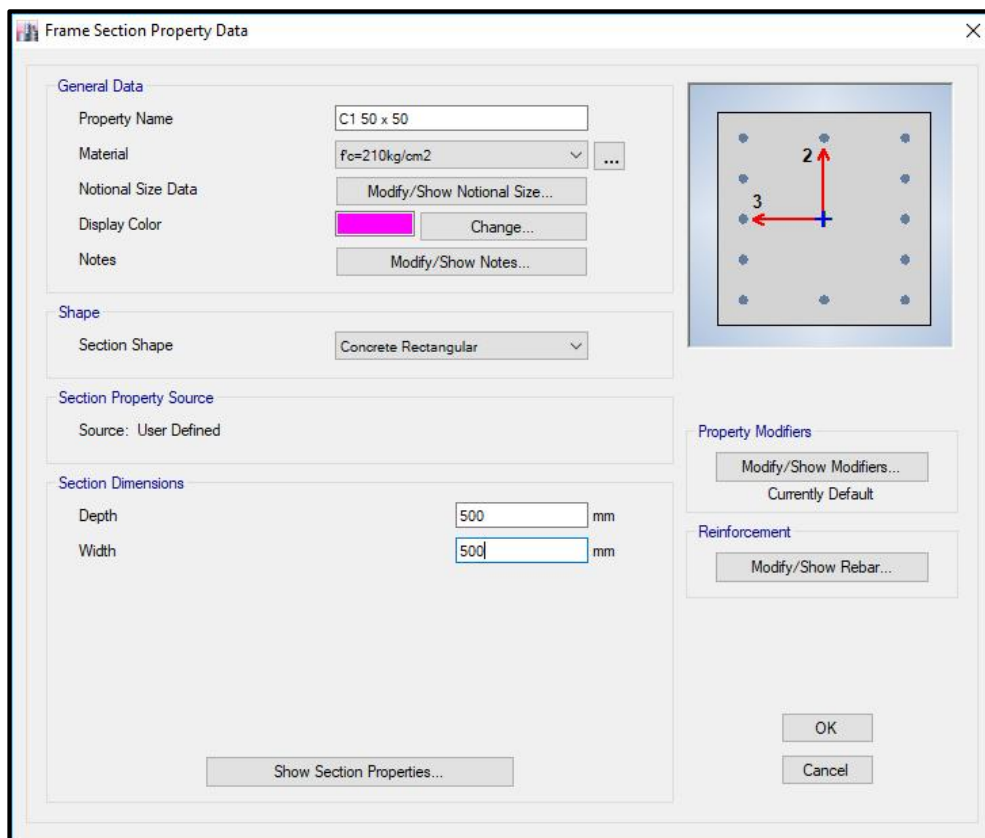 Frame Section Property Data
General Data
Property Name
C1 50 x 50
Material
f'c=210kg/cm2
...
Notional Size Data
Modify/Show Notional Size...
Display Color
Change...
Notes
Modify/Show Notes...
2
3
Shape
Section Shape
Concrete Rectangular
Section Property Source
Source: User Defined
Property Modifiers
Modify/Show Modifiers...
Currently Default
Section Dimensions
Depth
500 mm
Width
500 mm
Reinforcement
Modify/Show Rebar...
Show Section Properties...
OK
Cancel